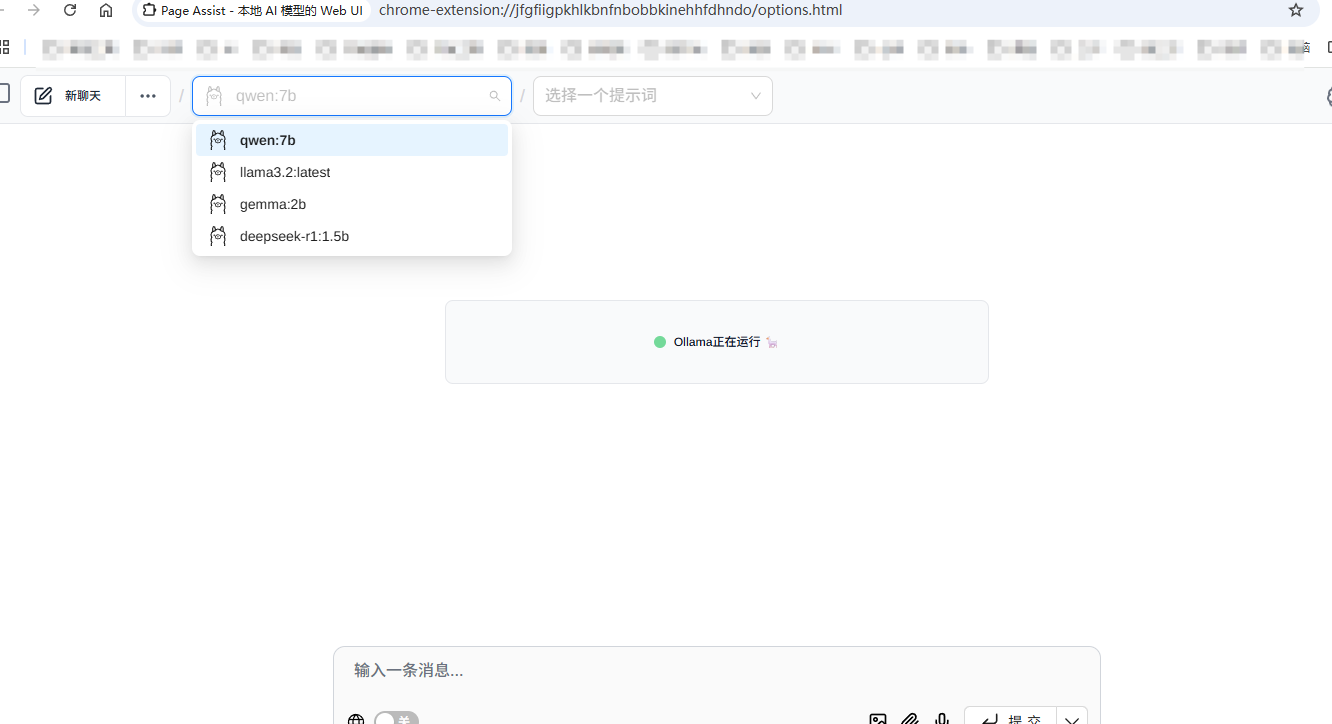 Page Assist - 本地 AI 模型的 Web UI chrome-extension://jfgfiigpkhlkbnfnbobbkinehhfdhndo/options.html
新聊天 ••• / qwen:7b / 选择一个提示词
qwen:7b
llama3.2:latest
gemma:2b
deepseek-r1:1.5b
Ollama正在运行 🦙
输入一条消息...
关 提 交